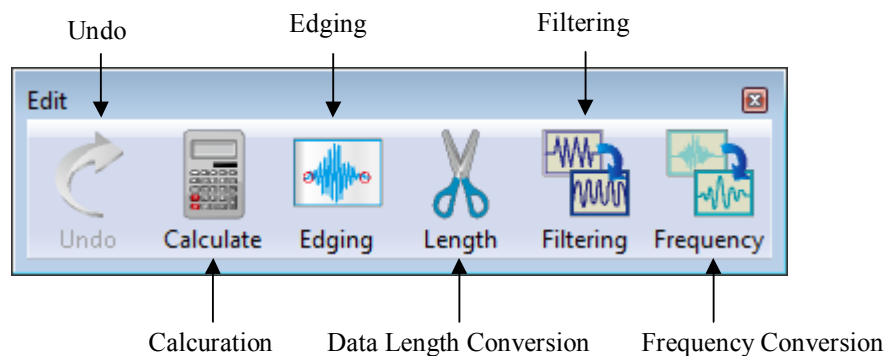 Undo Edging Filtering
Edit
Undo Calculate Edging Length Filtering Frequency
Calcuration Data Length Conversion Frequency Conversion